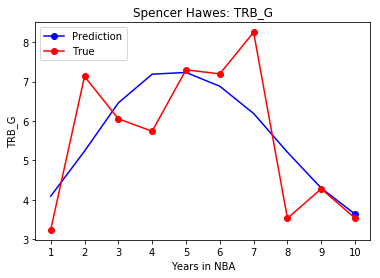 Spencer Hawes: TRB_G
Prediction
True
8
7
6
5
4
3
TRB_G
1 2 3 4 5 6 7 8 9 10
Years in NBA